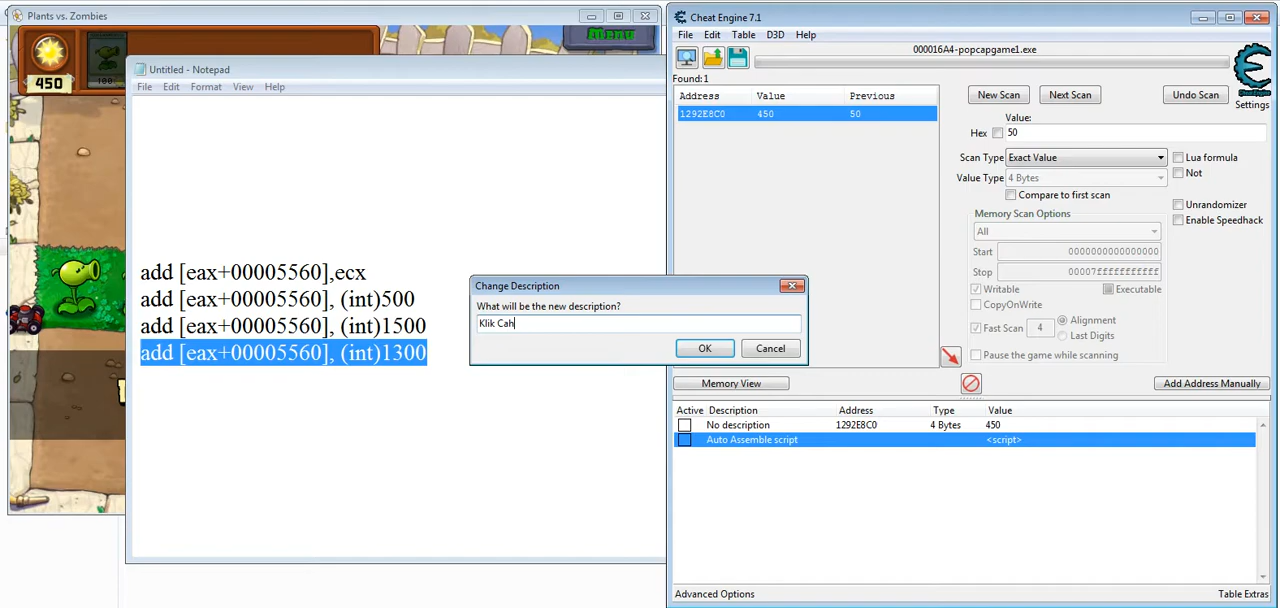 Plants vs. Zombies
450
100
Menu
Untitled - Notepad
File Edit Format View Help
add [eax+00005560],ecx
add [eax+00005560], (int)500
add [eax+00005560], (int)1500
add [eax+00005560], (int)1300
Change Description
What will be the new description?
Klik Cah
OK Cancel
Cheat Engine 7.1
File Edit Table D3D Help
000016A4-popcapgame1.exe
Found:1
Address Value Previous
1292E8C0 450 50
New Scan Next Scan Undo Scan
Settings
Value:
Hex 50
Scan Type Exact Value
Lua formula
Value Type 4 Bytes
Not
Compare to first scan
Memory Scan Options
Unrandomizer
All
Enable Speedhack
Start 0000000000000000
Stop 00007fffffffffff
Writable Executable
CopyOnWrite
Fast Scan 4 Alignment
Last Digits
Pause the game while scanning
Memory View Add Address Manually
Active Description Address Type Value
No description 1292E8C0 4 Bytes 450
Auto Assemble script <script>
Advanced Options Table Extras